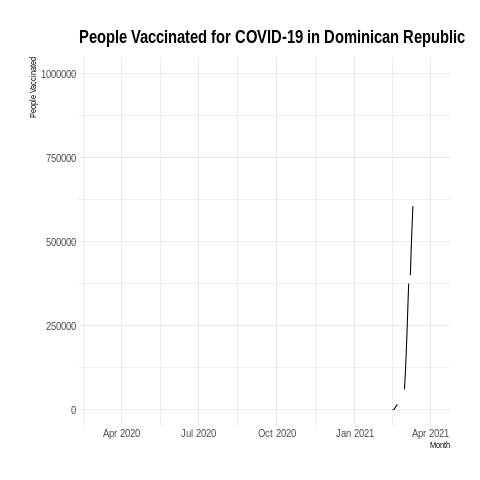 People Vaccinated for COVID-19 in Dominican Republic
People Vaccinated
1000000
750000
500000
250000
0
Apr 2020 Jul 2020 Oct 2020 Jan 2021 Apr 2021
Month